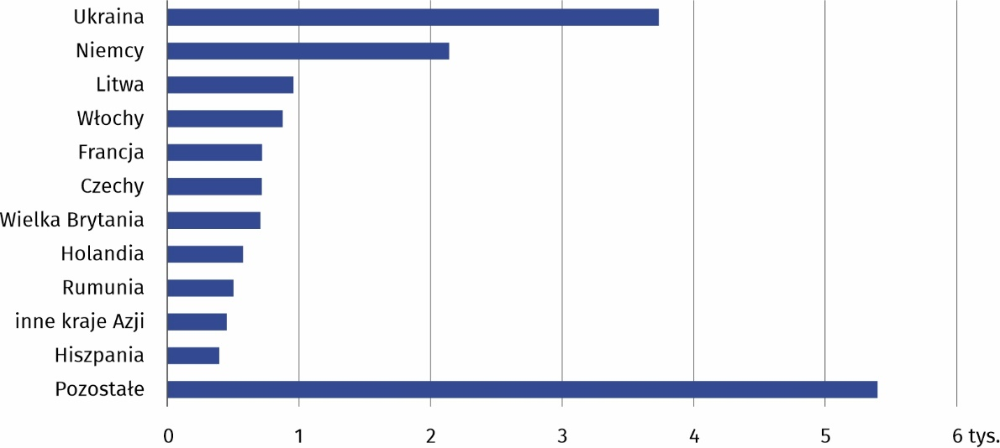 Ukraina
Niemcy
Litwa
Włochy
Francja
Czechy
Wielka Brytania
Holandia
Rumunia
inne kraje Azji
Hiszpania
Pozostałe
0 1 2 3 4 5 6 tys.